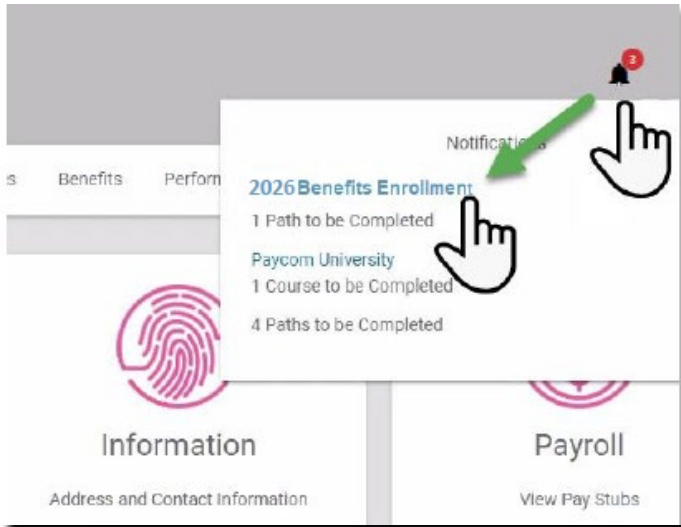 3
Notifications
Benefits
Perform
2026 Benefits Enrollment
1 Path to be Completed
Paycom University
1 Course to be Completed
4 Paths to be Completed
Information
Payroll
Address and Contact Information
View Pay Stubs